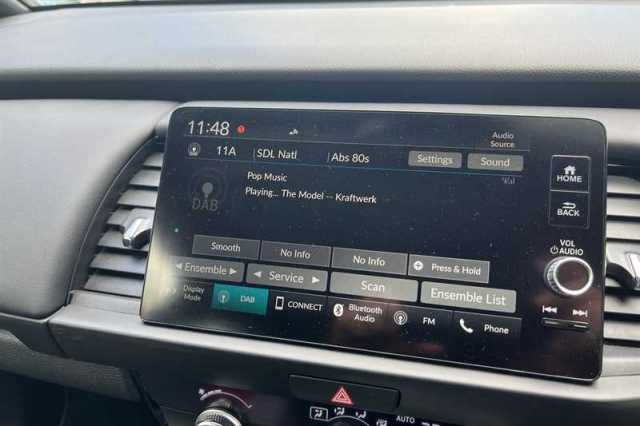 11:48
Audio Source
11A SDL Natl Abs 80s Settings Sound
Pop Music
DAB
Playing... The Model -- Kraftwerk
HOME
BACK
VOL
AUDIO
Smooth No Info No Info Press & Hold
Ensemble Service Scan Ensemble List
Display Mode DAB CONNECT Bluetooth Audio FM Phone
AUTO